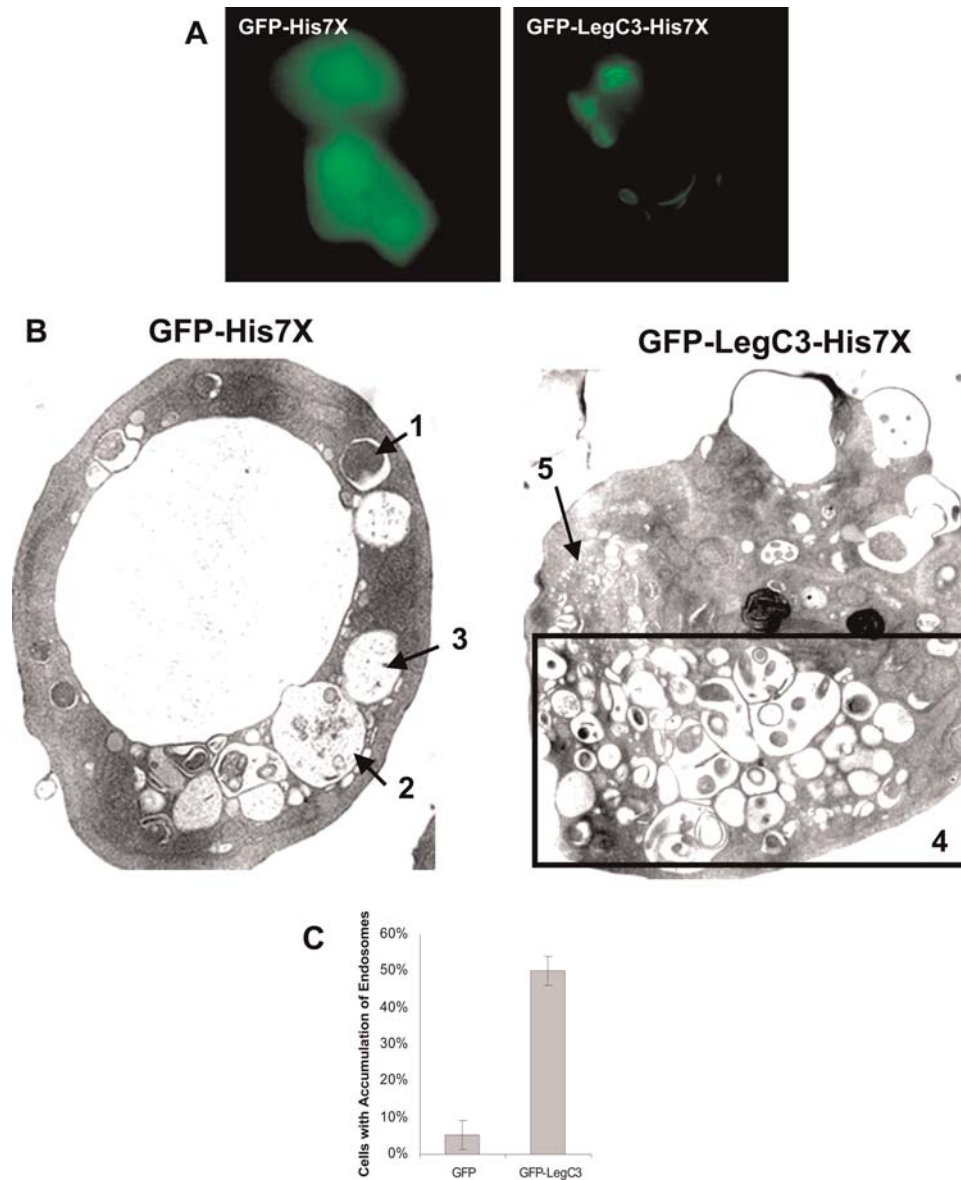 A
GFP-His7X
GFP-LegC3-His7X
B
GFP-His7X
GFP-LegC3-His7X
1
5
3
2
4
C
Cells with Accumulation of Endosomes
60%
50%
40%
30%
20%
10%
0%
GFP
GFP-LegC3